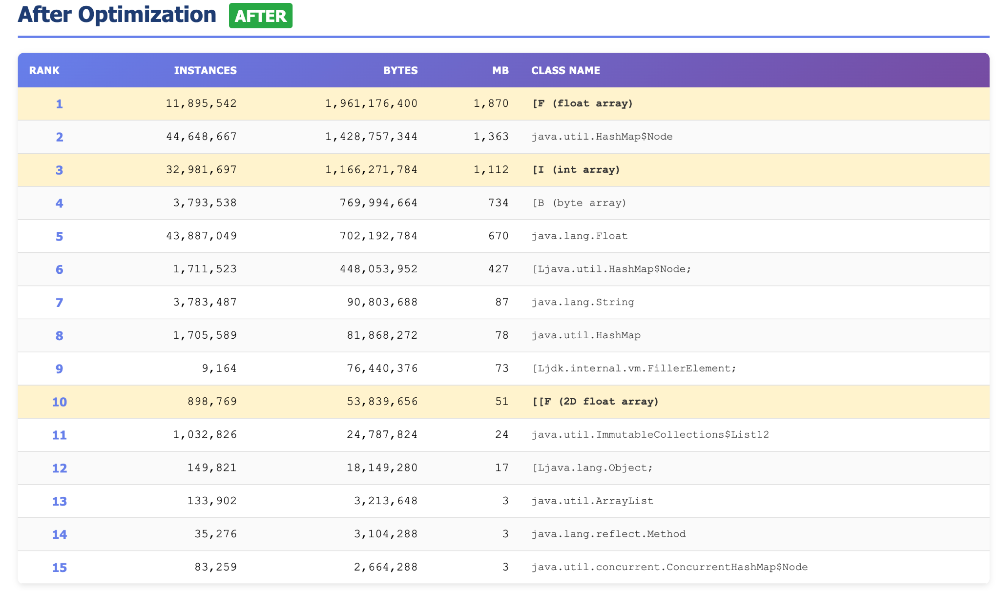 After Optimization AFTER
RANK INSTANCES BYTES MB CLASS NAME
1 11,895,542 1,961,176,400 1,870 [F (float array)
2 44,648,667 1,428,757,344 1,363 java.util.HashMap$Node
3 32,981,697 1,166,271,784 1,112 [I (int array)
4 3,793,538 769,994,664 734 [B (byte array)
5 43,887,049 702,192,784 670 java.lang.Float
6 1,711,523 448,053,952 427 [Ljava.util.HashMap$Node;
7 3,783,487 90,803,688 87 java.lang.String
8 1,705,589 81,868,272 78 java.util.HashMap
9 9,164 76,440,376 73 [Ljdk.internal.vm.FillerElement;
10 898,769 53,839,656 51 [[F (2D float array)
11 1,032,826 24,787,824 24 java.util.ImmutableCollections$List12
12 149,821 18,149,280 17 [Ljava.lang.Object;
13 133,902 3,213,648 3 java.util.ArrayList
14 35,276 3,104,288 3 java.lang.reflect.Method
15 83,259 2,664,288 3 java.util.concurrent.ConcurrentHashMap$Node